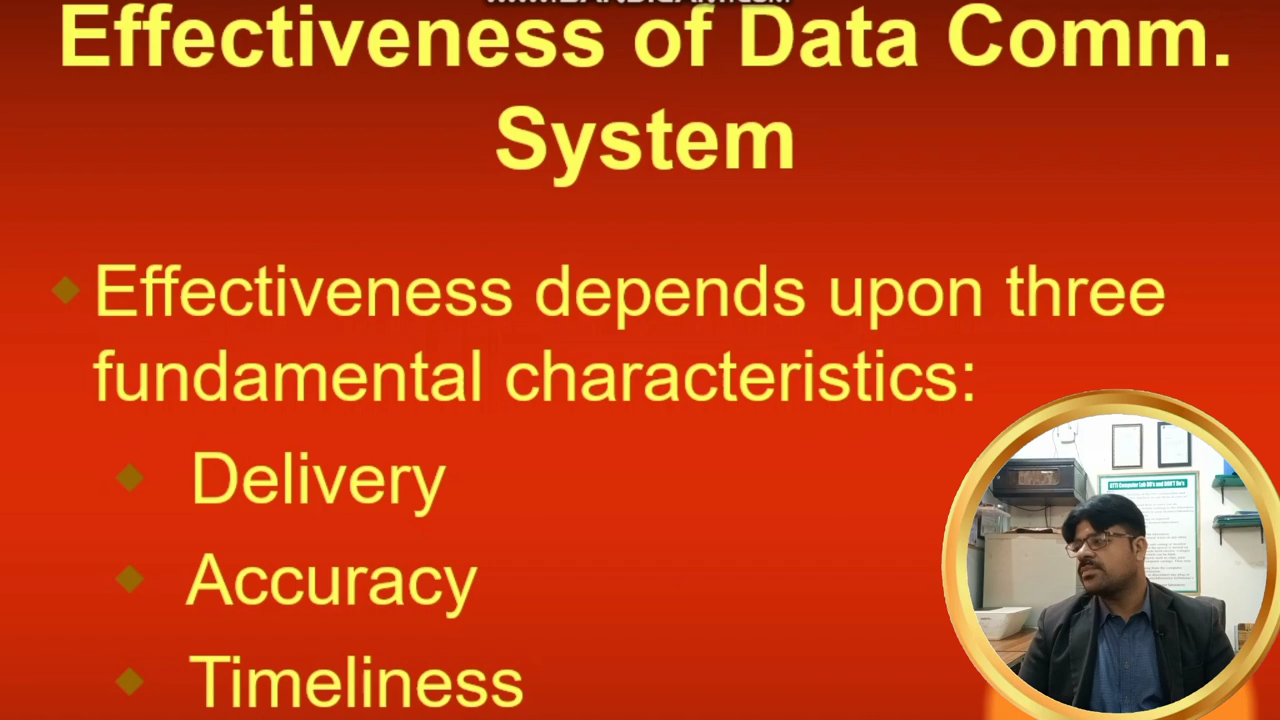 Effectiveness of Data Comm.
System
Effectiveness depends upon three
fundamental characteristics:
Delivery
Accuracy
Timeliness